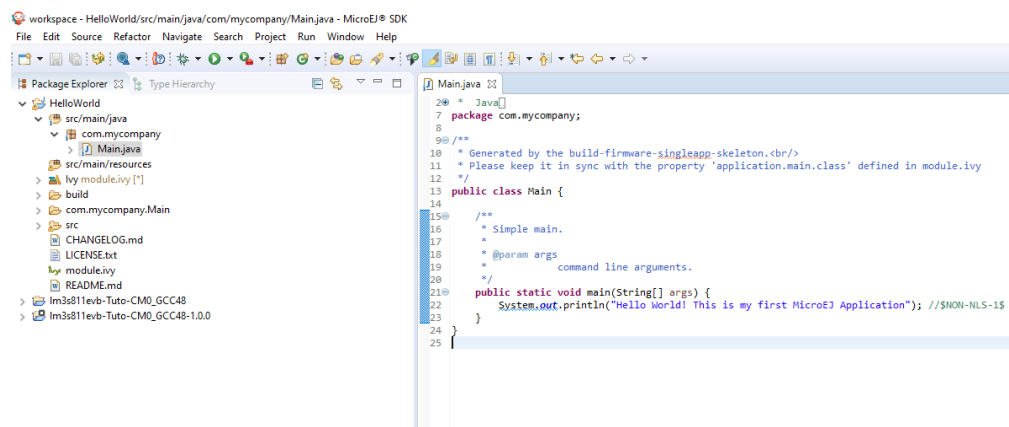 workspace - HelloWorld/src/main/java/com/mycompany/Main.java - MicroEJ® SDK
File Edit Source Refactor Navigate Search Project Run Window Help
Package Explorer Type Hierarchy
HelloWorld
src/main/java
com.mycompany
Main.java
src/main/resources
Ivy module.ivy [*]
build
com.mycompany.Main
src
CHANGELOG.md
LICENSE.txt
module.ivy
README.md
lm3s811evb-Tuto-CM0_GCC48
lm3s811evb-Tuto-CM0_GCC48-1.0.0
Main.java
2 * Java
7 package com.mycompany;
8
9 /**
10 * Generated by the build-firmware-singleapp-skeleton.<br/>
11 * Please keep it in sync with the property 'application.main.class' defined in module.ivy
12 */
13 public class Main {
14
15 /**
16 * Simple main.
17 *
18 * @param args
19 * command line arguments.
20 */
21 public static void main(String[] args) {
22 System.out.println("Hello World! This is my first MicroEJ Application"); //$NON-NLS-1$
23 }
24 }
25